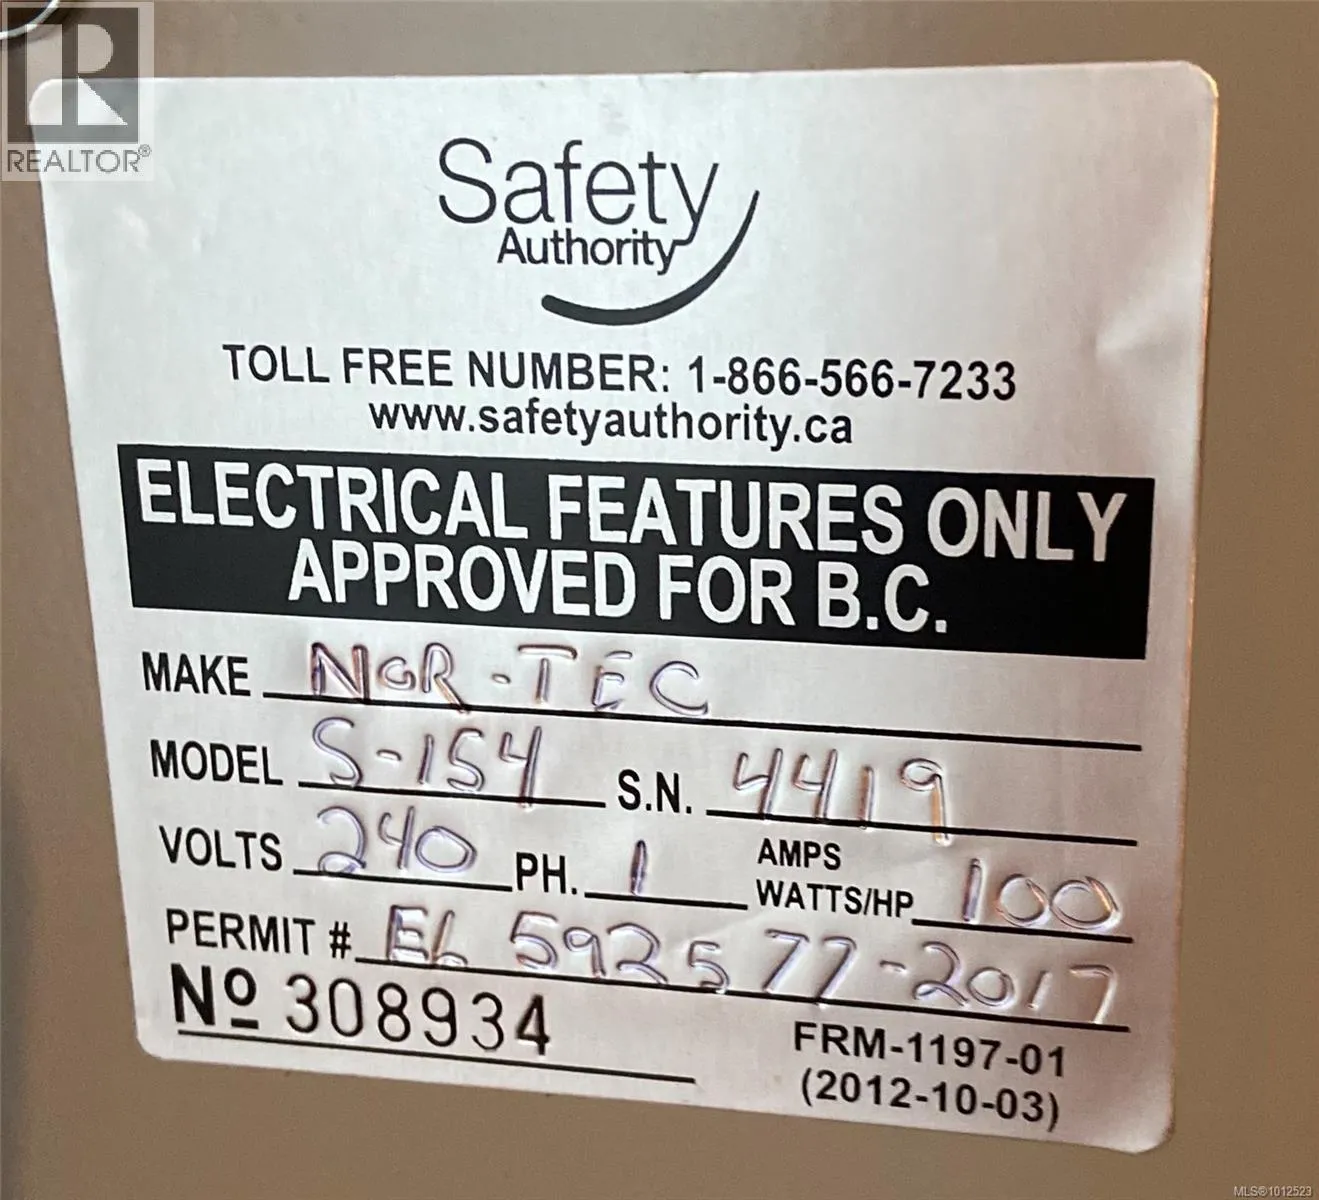 REALTOR®
Safety
Authority
TOLL FREE NUMBER: 1-866-566-7233
www.safetyauthority.ca
ELECTRICAL FEATURES ONLY
APPROVED FOR B.C.
MAKE NOR-TEC
MODEL S-154 S.N. 4419
VOLTS 240 PH. 1 AMPS WATTS/HP 100
PERMIT # EL 592577-2017
Nº 308934
FRM-1197-01
(2012-10-03)
MLS®1012523